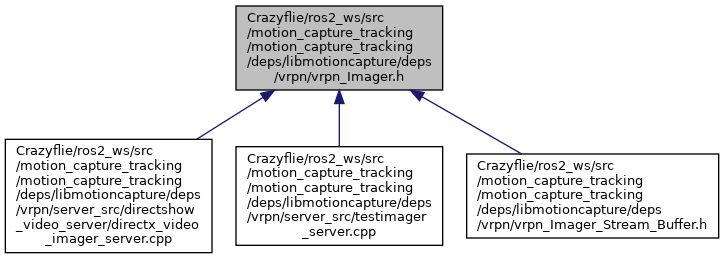 Crazyflie/ros2_ws/src
/motion_capture_tracking
/motion_capture_tracking
/deps/libmotioncapture/deps
/vrpn/vrpn_Imager.h
Crazyflie/ros2_ws/src
/motion_capture_tracking
/motion_capture_tracking
/deps/libmotioncapture/deps
/vrpn/server_src/directshow
_video_server/directx_video
_imager_server.cpp
Crazyflie/ros2_ws/src
/motion_capture_tracking
/motion_capture_tracking
/deps/libmotioncapture/deps
/vrpn/server_src/testimager
_server.cpp
Crazyflie/ros2_ws/src
/motion_capture_tracking
/motion_capture_tracking
/deps/libmotioncapture/deps
/vrpn/vrpn_Imager_Stream_Buffer.h